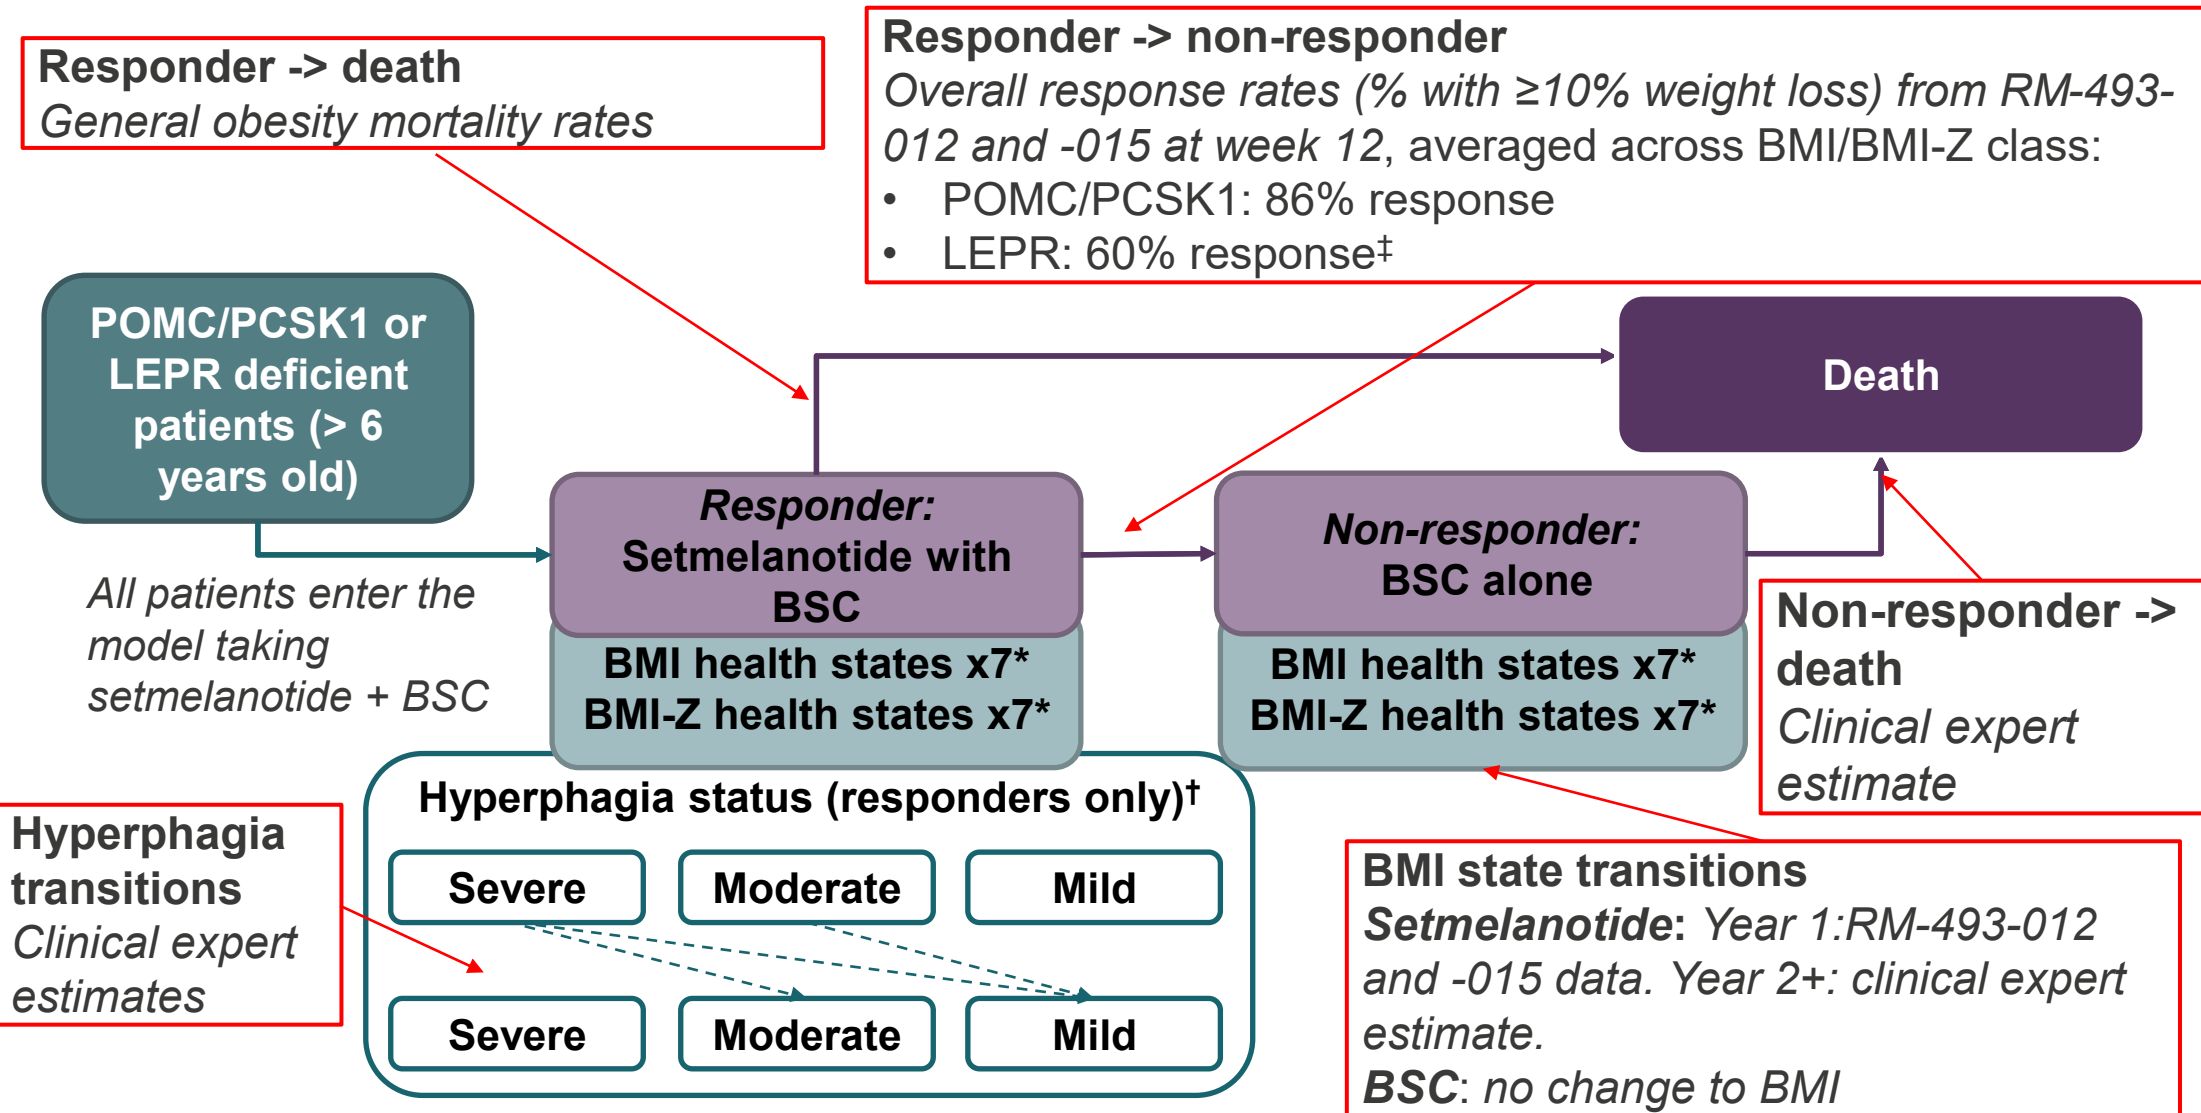 Responder -> death
General obesity mortality rates
Responder -> non-responder
Overall response rates (% with ≥10% weight loss) from RM-493-
012 and -015 at week 12, averaged across BMI/BMI-Z class:
• POMC/PCSK1: 86% response
• LEPR: 60% response‡
POMC/PCSK1 or
LEPR deficient
patients (> 6
years old)
Death
All patients enter the
model taking
setmelanotide + BSC
Responder:
Setmelanotide with
BSC
BMI health states x7*
BMI-Z health states x7*
Non-responder:
BSC alone
BMI health states x7*
BMI-Z health states x7*
Non-responder ->
death
Clinical expert
estimate
Hyperphagia status (responders only)†
Severe
Moderate
Mild
Severe
Moderate
Mild
Hyperphagia
transitions
Clinical expert
estimates
BMI state transitions
Setmelanotide: Year 1:RM-493-012
and -015 data. Year 2+: clinical expert
estimate.
BSC: no change to BMI